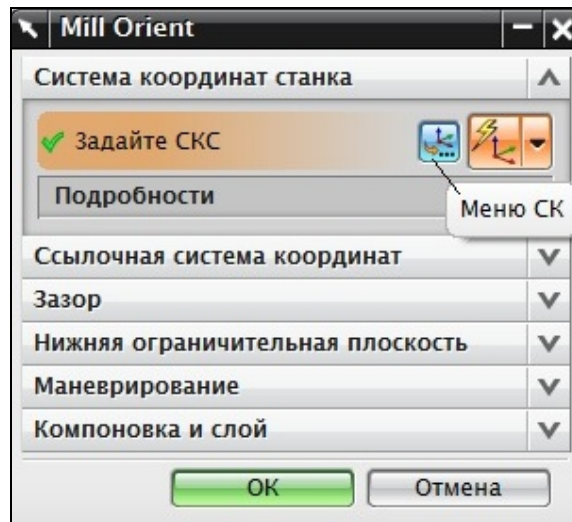 Mill Orient
Система координат станка
Задайте СКС
Подробности
Меню СК
Ссылочная система координат
Зазор
Нижняя ограничительная плоскость
Маневрирование
Компоновка и слой
ОК Отмена